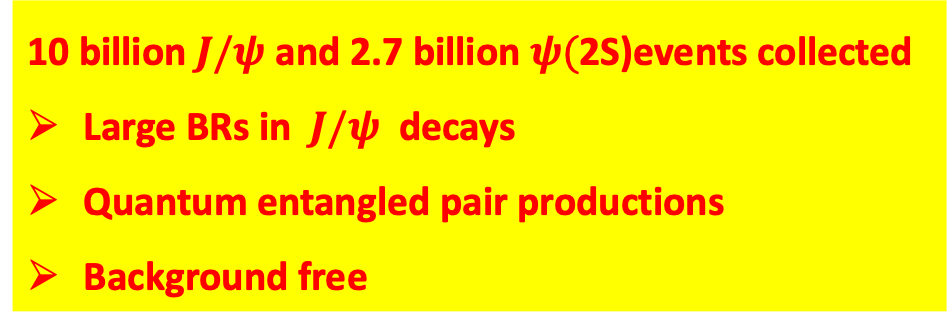 10 billion J/ψ and 2.7 billion ψ(2S)events collected
➢ Large BRs in J/ψ decays
➢ Quantum entangled pair productions
➢ Background free